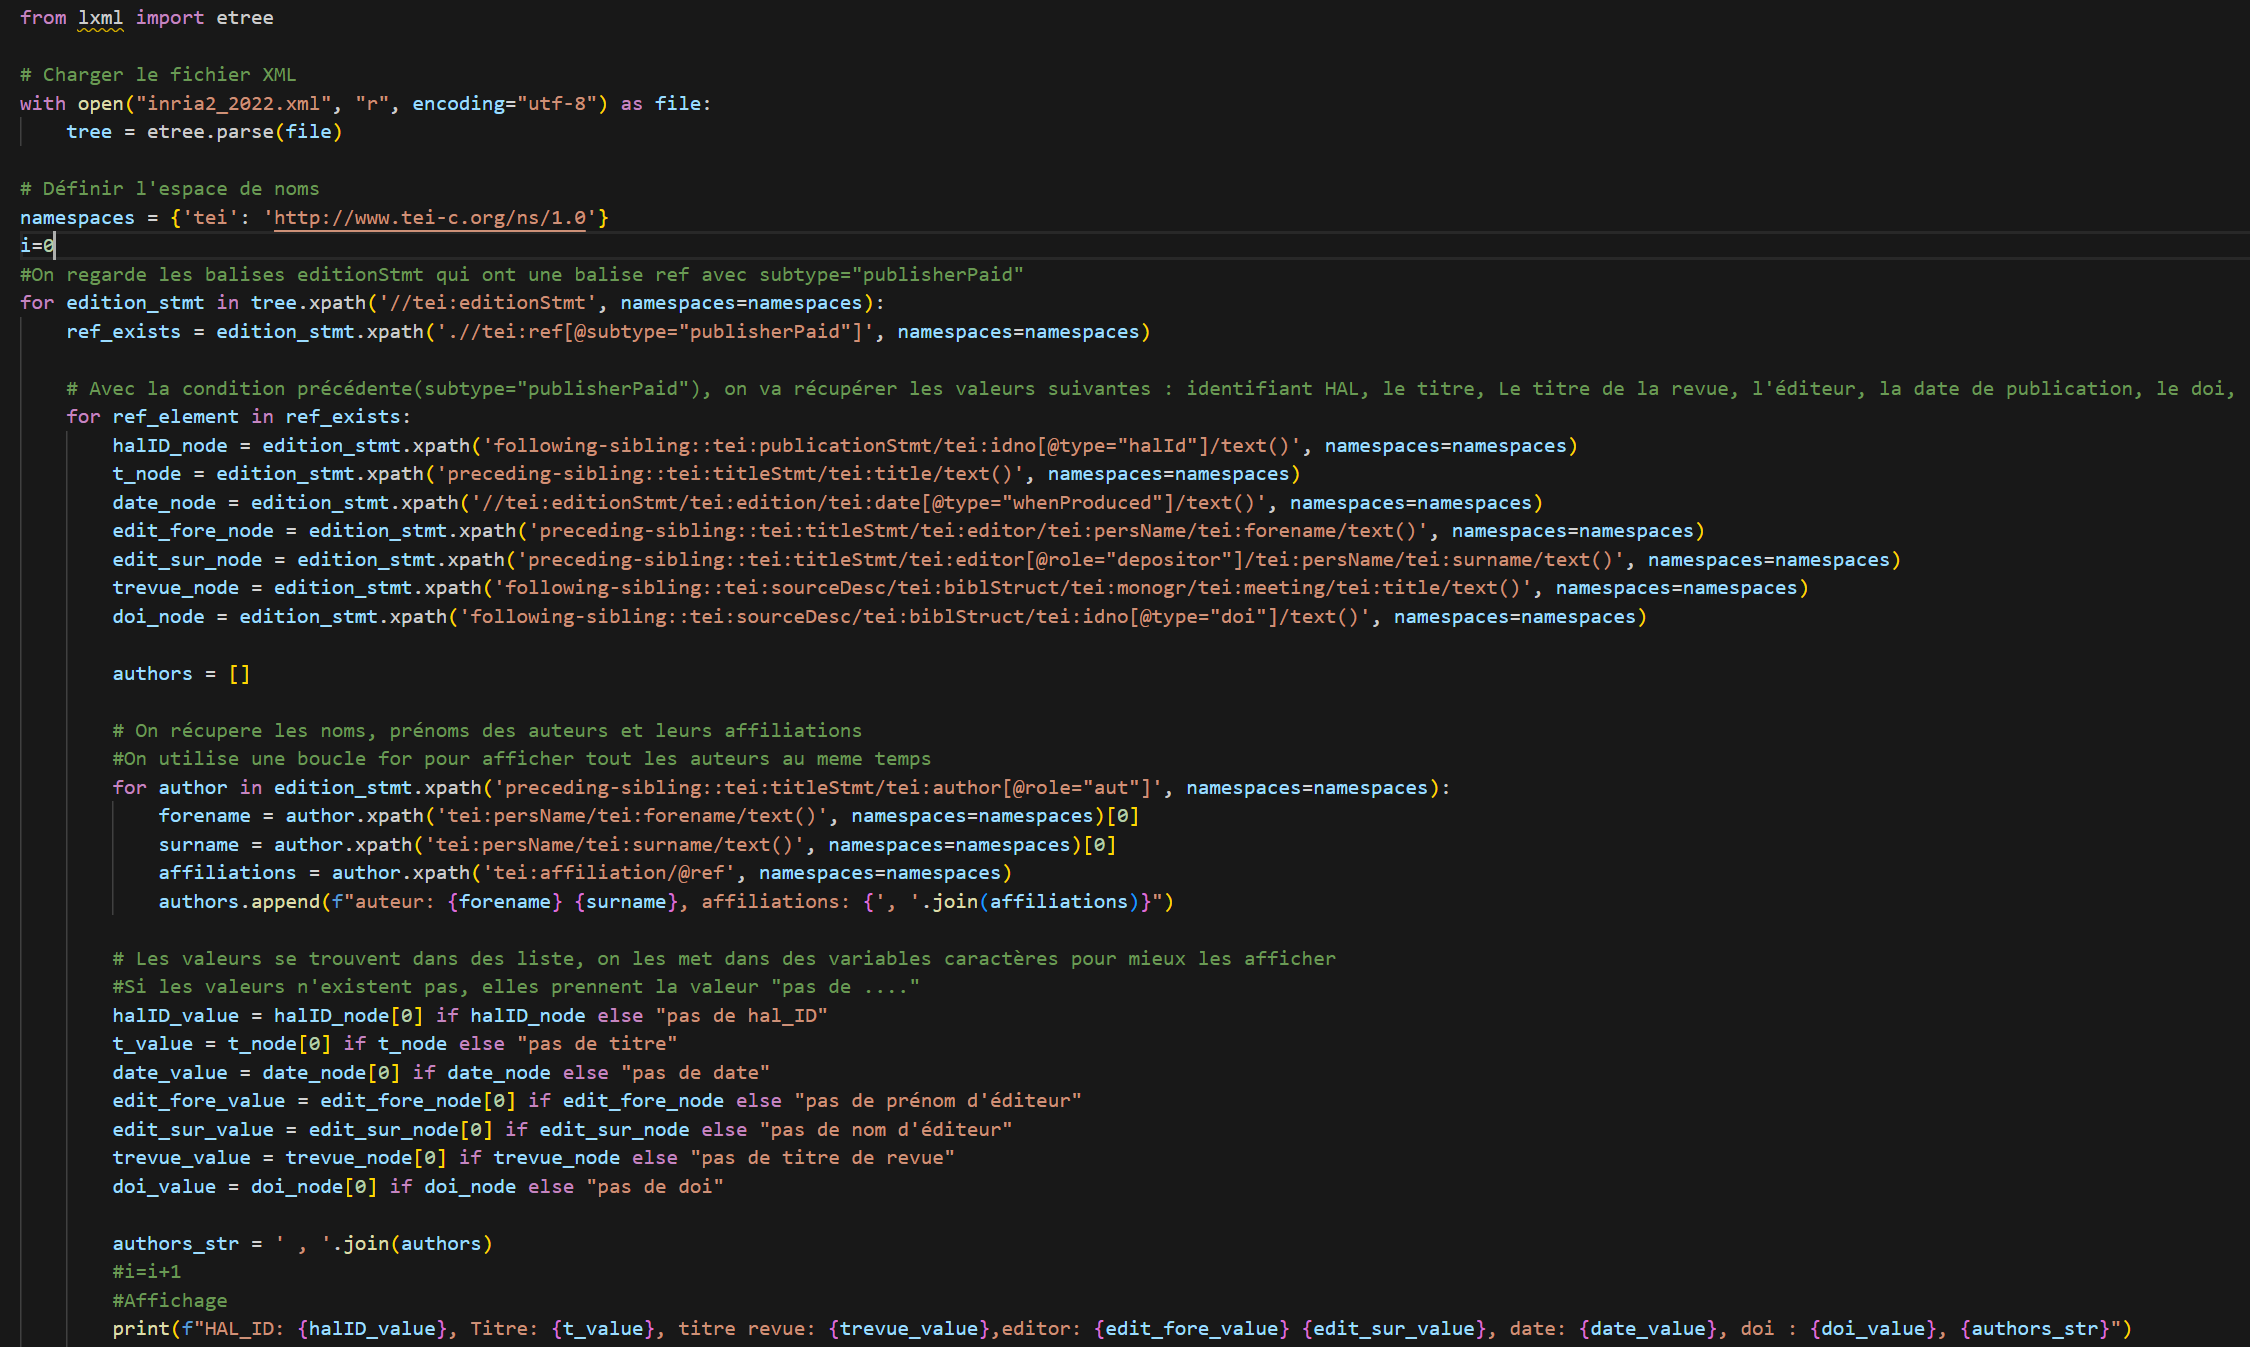 from lxml import etree

# Charger le fichier XML
with open("inria2_2022.xml", "r", encoding="utf-8") as file:
    tree = etree.parse(file)

# Définir l'espace de noms
namespaces = {'tei': 'http://www.tei-c.org/ns/1.0'}
i=0
#On regarde les balises editionStmt qui ont une balise ref avec subtype="publisherPaid"
for edition_stmt in tree.xpath('//tei:editionStmt', namespaces=namespaces):
    ref_exists = edition_stmt.xpath('.//tei:ref[@subtype="publisherPaid"]', namespaces=namespaces)

    # Avec la condition précédente(subtype="publisherPaid"), on va récupérer les valeurs suivantes : identifiant HAL, le titre, Le titre de la revue, l'éditeur, la date de publication, le doi,
    for ref_element in ref_exists:
        halID_node = edition_stmt.xpath('following-sibling::tei:publicationStmt/tei:idno[@type="halId"]/text()', namespaces=namespaces)
        t_node = edition_stmt.xpath('preceding-sibling::tei:titleStmt/tei:title/text()', namespaces=namespaces)
        date_node = edition_stmt.xpath('//tei:editionStmt/tei:edition/tei:date[@type="whenProduced"]/text()', namespaces=namespaces)
        edit_fore_node = edition_stmt.xpath('preceding-sibling::tei:titleStmt/tei:editor/tei:persName/tei:forename/text()', namespaces=namespaces)
        edit_sur_node = edition_stmt.xpath('preceding-sibling::tei:titleStmt/tei:editor[@role="depositor"]/tei:persName/tei:surname/text()', namespaces=namespaces)
        trevue_node = edition_stmt.xpath('following-sibling::tei:sourceDesc/tei:biblStruct/tei:monogr/tei:meeting/tei:title/text()', namespaces=namespaces)
        doi_node = edition_stmt.xpath('following-sibling::tei:sourceDesc/tei:biblStruct/tei:idno[@type="doi"]/text()', namespaces=namespaces)

        authors = []

        # On récupere les noms, prénoms des auteurs et leurs affiliations
        #On utilise une boucle for pour afficher tout les auteurs au meme temps
        for author in edition_stmt.xpath('preceding-sibling::tei:titleStmt/tei:author[@role="aut"]', namespaces=namespaces):
            forename = author.xpath('tei:persName/tei:forename/text()', namespaces=namespaces)[0]
            surname = author.xpath('tei:persName/tei:surname/text()', namespaces=namespaces)[0]
            affiliations = author.xpath('tei:affiliation/@ref', namespaces=namespaces)
            authors.append(f"auteur: {forename} {surname}, affiliations: {', '.join(affiliations)}")

        # Les valeurs se trouvent dans des liste, on les met dans des variables caractères pour mieux les afficher
        #Si les valeurs n'existent pas, elles prennent la valeur "pas de ...."
        halID_value = halID_node[0] if halID_node else "pas de hal_ID"
        t_value = t_node[0] if t_node else "pas de titre"
        date_value = date_node[0] if date_node else "pas de date"
        edit_fore_value = edit_fore_node[0] if edit_fore_node else "pas de prénom d'éditeur"
        edit_sur_value = edit_sur_node[0] if edit_sur_node else "pas de nom d'éditeur"
        trevue_value = trevue_node[0] if trevue_node else "pas de titre de revue"
        doi_value = doi_node[0] if doi_node else "pas de doi"

        authors_str = ' , '.join(authors)
        #i=i+1
        #Affichage
        print(f"HAL_ID: {halID_value}, Titre: {t_value}, titre revue: {trevue_value},editor: {edit_fore_value} {edit_sur_value}, date: {date_value}, doi : {doi_value}, {authors_str}")